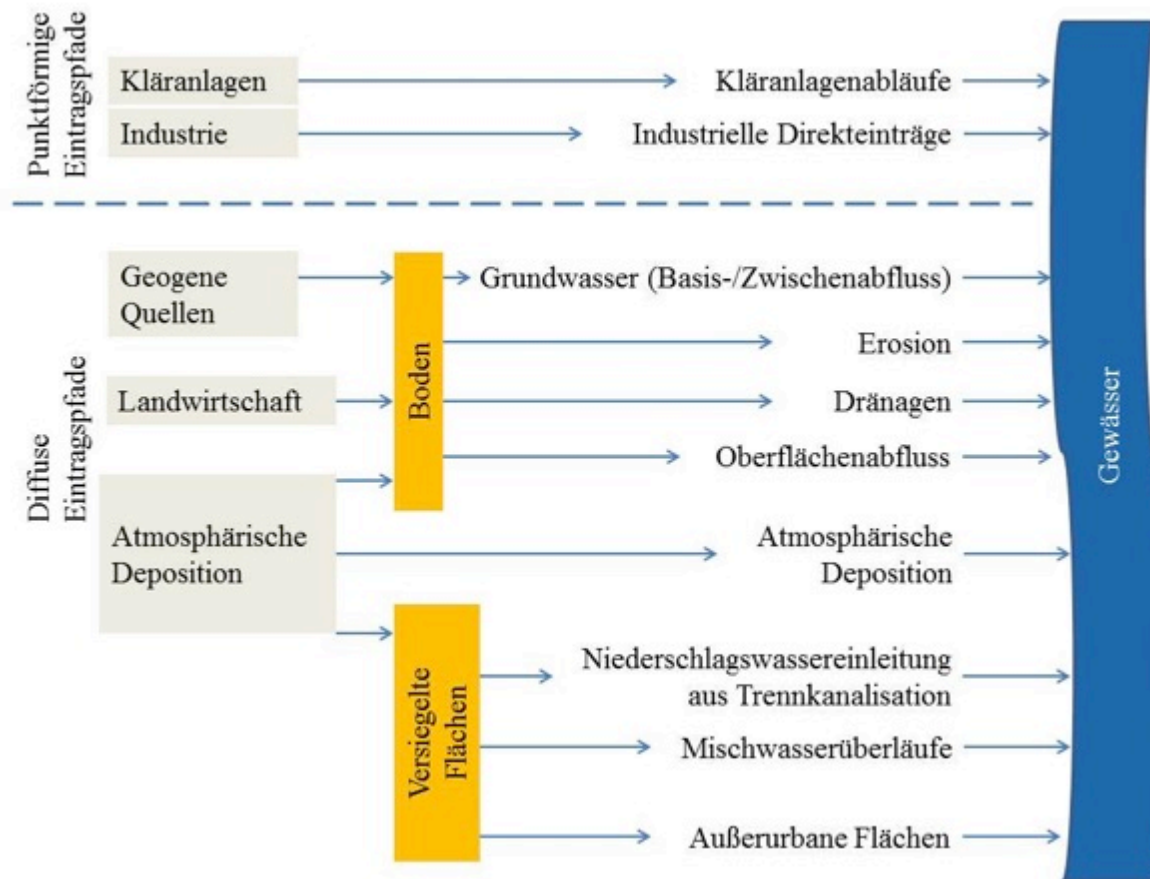 Punktförmige
Eintragspfade
Kläranlagen
Kläranlagenabläufe
Industrie
Industrielle Direkteinträge
Diffuse
Eintragspfade
Geogene
Quellen
Boden
Grundwasser (Basis-/Zwischenabfluss)
Erosion
Landwirtschaft
Dränagen
Oberflächenabfluss
Atmosphärische
Deposition
Atmosphärische
Deposition
Versiegelte
Flächen
Niederschlagswassereinleitung
aus Trennkanalisation
Mischwasserüberläufe
Außerurbane Flächen
Gewässer